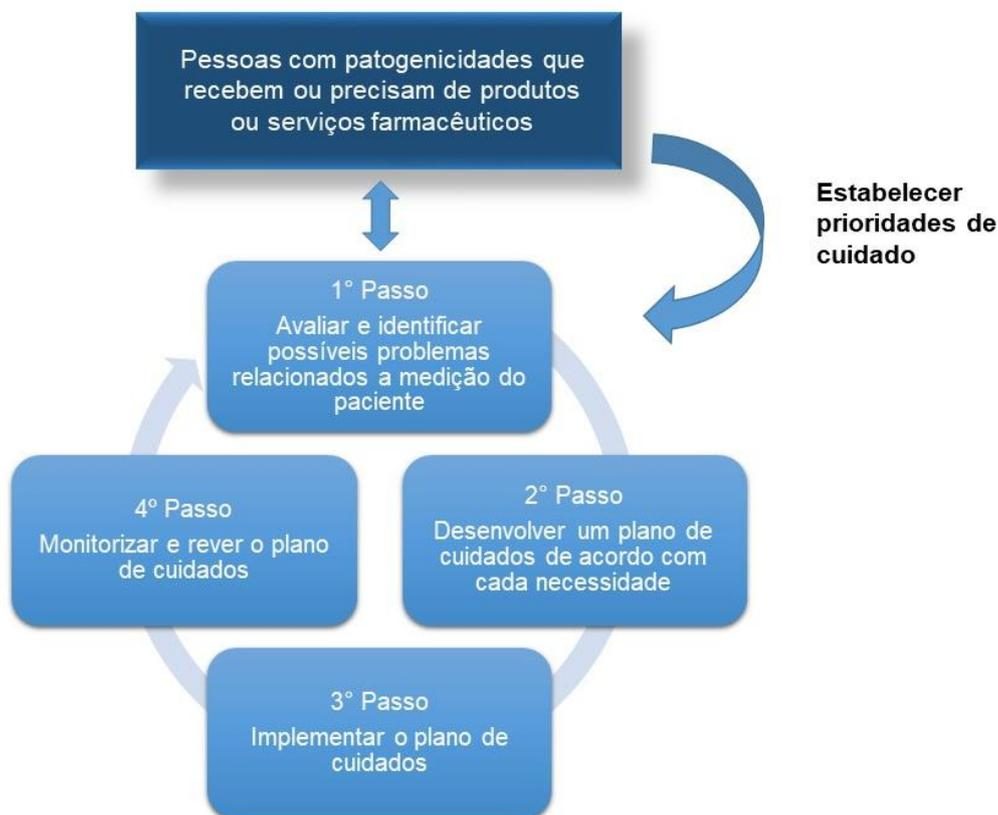 Pessoas com patogenicidades que
recebem ou precisam de produtos
ou serviços farmacêuticos
Estabelecer
prioridades de
cuidado
1° Passo
Avaliar e identificar
possíveis problemas
relacionados a medição do
paciente
2° Passo
Desenvolver um plano de
cuidados de acordo com
cada necessidade
3° Passo
Implementar o plano de
cuidados
4º Passo
Monitorizar e rever o plano
de cuidados